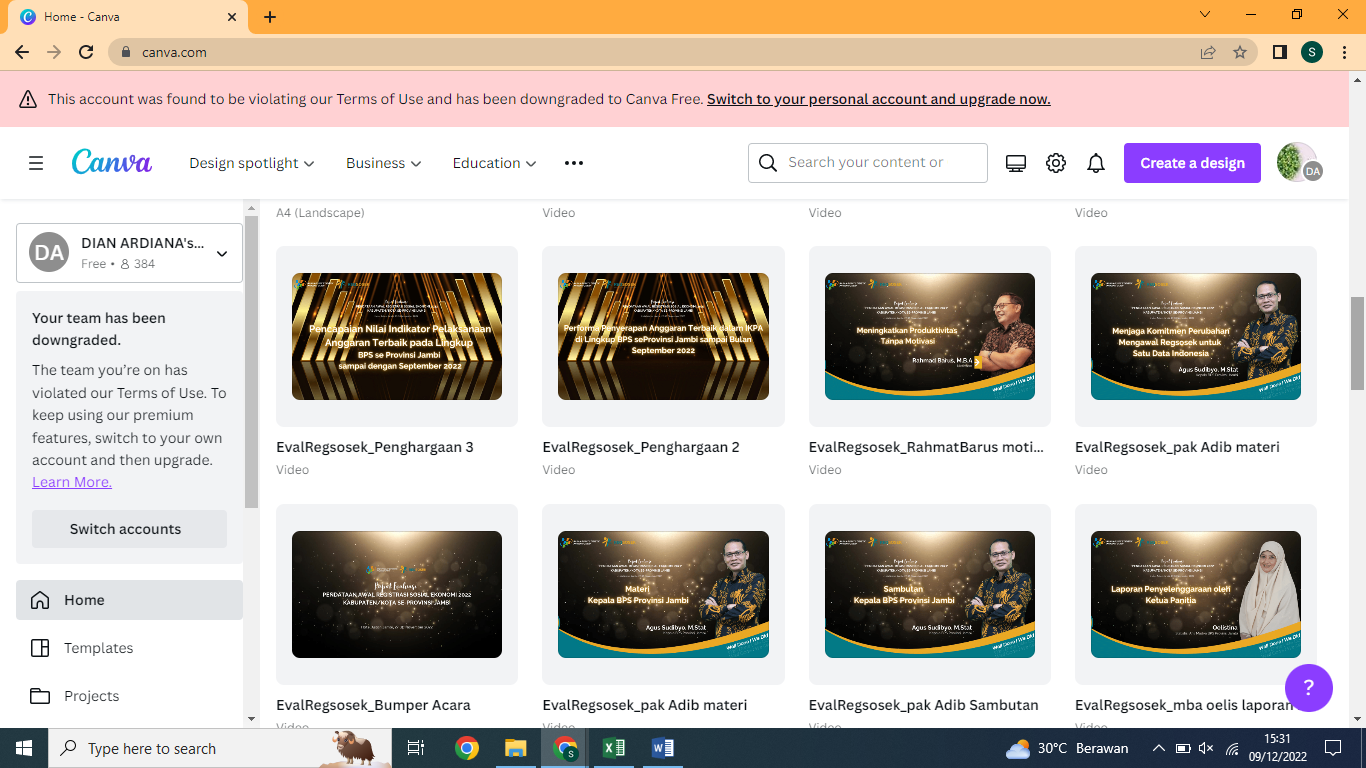 Home - Canva
canva.com
S
This account was found to be violating our Terms of Use and has been downgraded to Canva Free. Switch to your personal account and upgrade now.
Canva
Design spotlight
Business
Education
Search your content or
Create a design
DA
DA
DIAN ARDIANA's...
Free • 384
Your team has been
downgraded.
The team you're on has
violated our Terms of Use. To
keep using our premium
features, switch to your own
account and then upgrade.
Learn More.
Switch accounts
Home
Templates
Projects
A4 (Landscape)
Video
Video
Video
Pencapaian Nilai Indikator Pelaksanaan
Anggaran Terbaik pada Lingkup
BPS se Provinsi Jambi
sampai dengan September 2022
EvalRegsosek_Penghargaan 3
Video
Performa Penyerapan Anggaran Terbaik dalam IKPA
di Lingkup BPS seProvinsi Jambi sampai Bulan
September 2022
EvalRegsosek_Penghargaan 2
Video
Meningkatkan Produktivitas
Tanpa Motivasi
Rahmad Barus, M.B.A
EvalRegsosek_RahmatBarus moti...
Video
Menjaga Komitmen Perubahan
Mengawal Regsosek untuk
Satu Data Indonesia
Agus Sudibyo, M.Stat
EvalRegsosek_pak Adib materi
Video
PENDATAAN AWAL REGISTRASI SOSIAL EKONOMI 2022
KABUPATEN/KOTA SE-PROVINSI JAMBI
EvalRegsosek_Bumper Acara
Video
Materi
Kepala BPS Provinsi Jambi
Agus Sudibyo, M.Stat
EvalRegsosek_pak Adib materi
Video
Sambutan
Kepala BPS Provinsi Jambi
Agus Sudibyo, M.Stat
EvalRegsosek_pak Adib Sambutan
Video
Laporan Penyelenggaraan oleh
Ketua Panitia
Oelistina
EvalRegsosek_mba oelis laporan
Video
?
Type here to search
30°C Berawan
15:31
09/12/2022